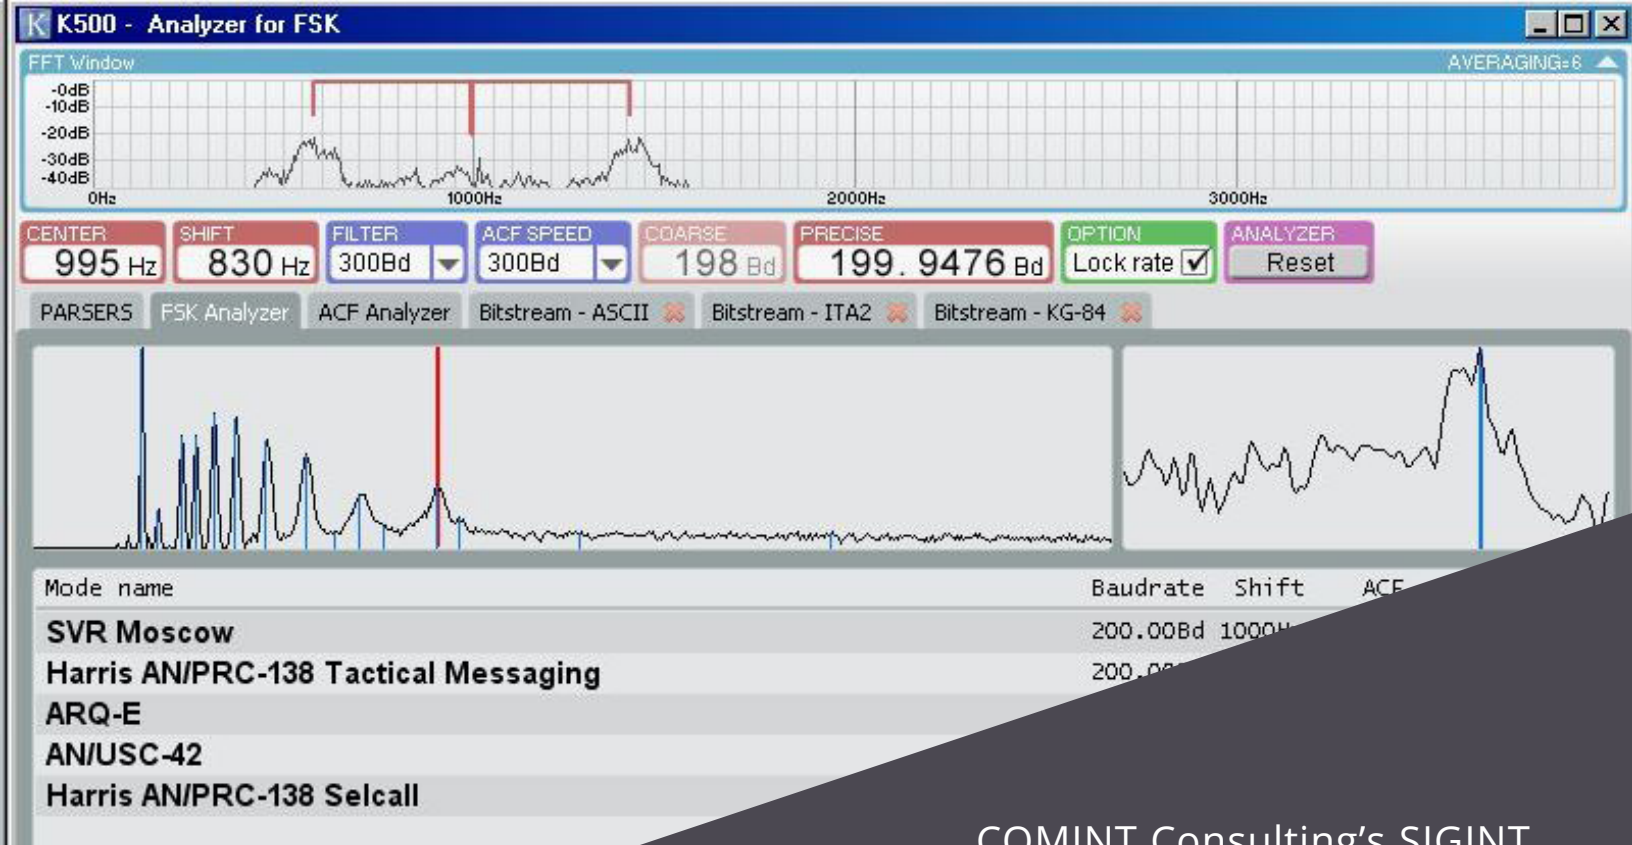 K K500 - Analyzer for FSK
FFT Window AVERAGING=6
-0dB
-10dB
-20dB
-30dB
-40dB
0Hz 1000Hz 2000Hz 3000Hz
CENTER SHIFT FILTER ACF SPEED COARSE PRECISE OPTION ANALYZER
995 Hz 830 Hz 300Bd 300Bd 198 Bd 199.9476 Bd Lock rate Reset
PARSERS FSK Analyzer ACF Analyzer Bitstream - ASCII Bitstream - ITA2 Bitstream - KG-84
Mode name Baudrate Shift ACF
SVR Moscow 200.00Bd 1000H
Harris AN/PRC-138 Tactical Messaging 200.
ARQ-E
AN/USC-42
Harris AN/PRC-138 Selcall
COMINT Consulting's SIGINT